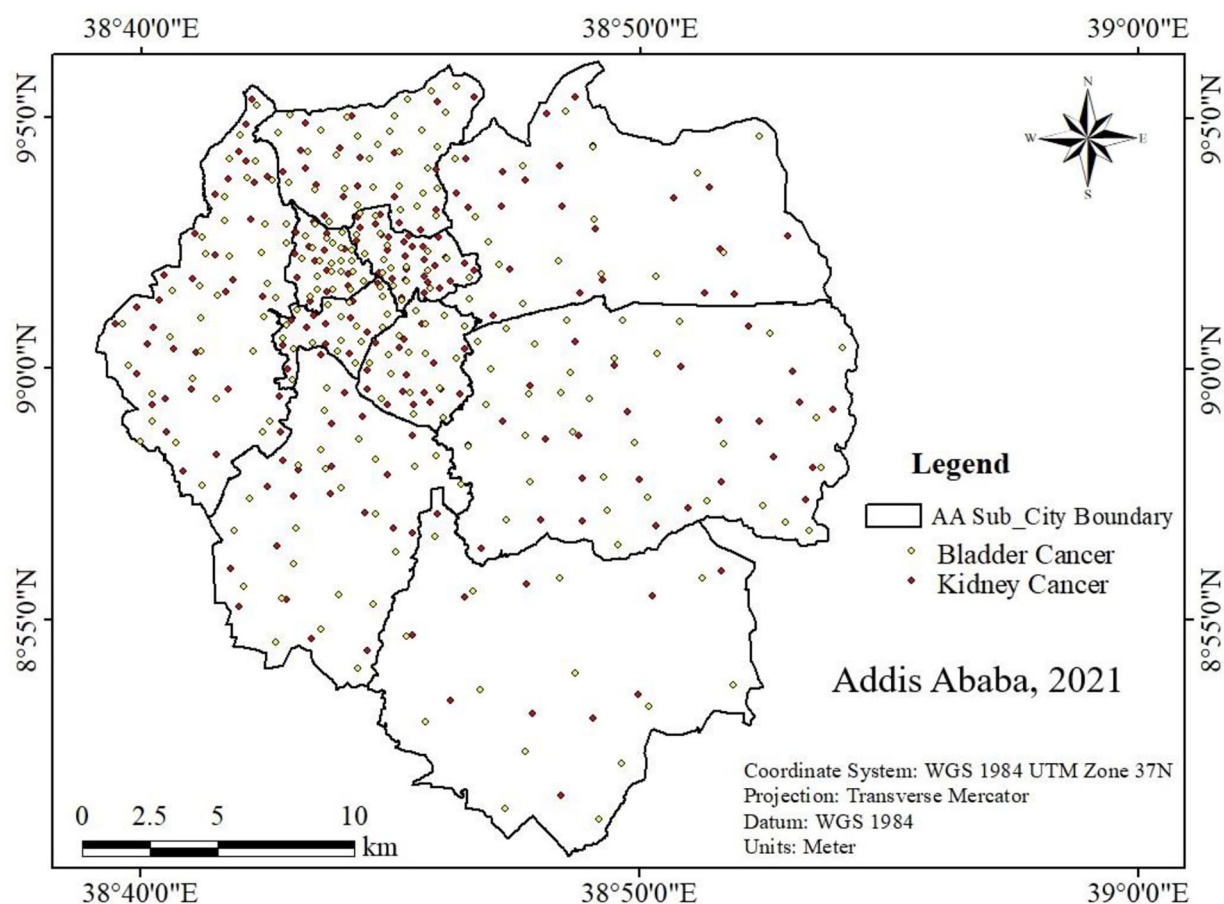 38°40'0"E
38°50'0"E
39°0'0"E
9°5'0"N
9°5'0"N
N
W
E
S
9°0'0"N
9°0'0"N
Legend
AA Sub_City Boundary
Bladder Cancer
Kidney Cancer
8°55'0"N
8°55'0"N
Addis Ababa, 2021
Coordinate System: WGS 1984 UTM Zone 37N
Projection: Transverse Mercator
Datum: WGS 1984
Units: Meter
0 2.5 5 10
km
38°40'0"E
38°50'0"E
39°0'0"E